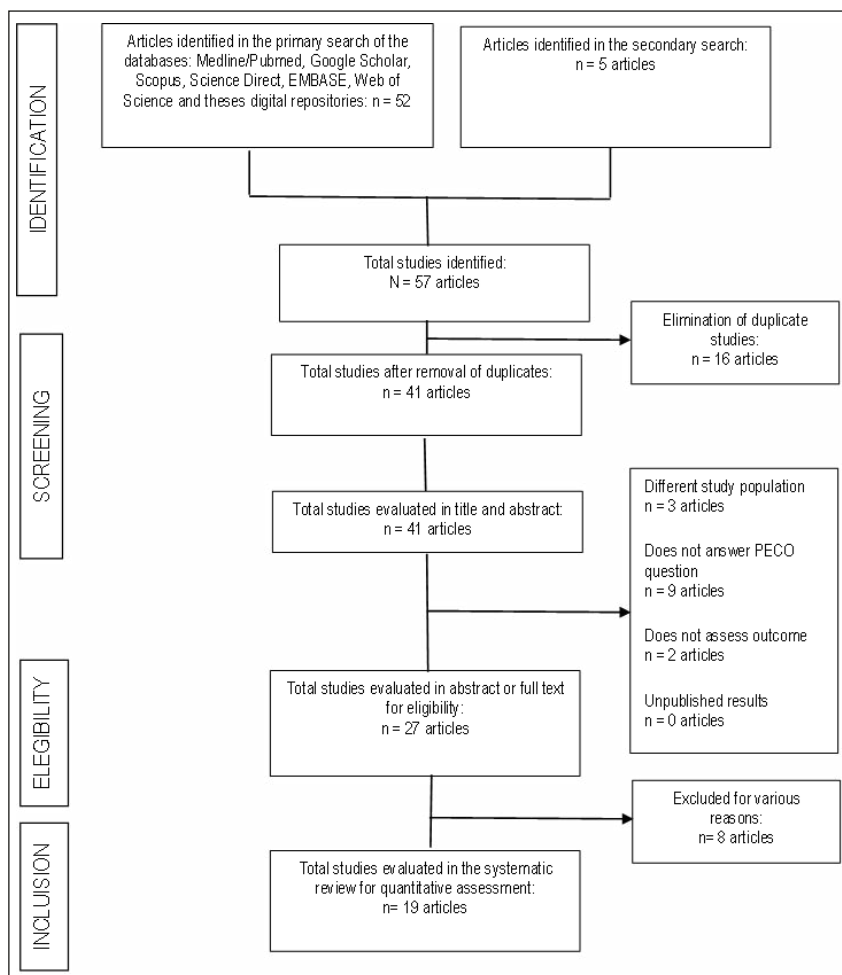 IDENTIFICATION
Articles identified in the primary search of the
databases: Medline/Pubmed, Google Scholar,
Scopus, Science Direct, EMBASE, Web of
Science and theses digital repositories: n = 52
Articles identified in the secondary search:
n = 5 articles
Total studies identified:
N = 57 articles
Elimination of duplicate
studies:
n = 16 articles
SCREENING
Total studies after removal of duplicates:
n = 41 articles
Total studies evaluated in title and abstract:
n = 41 articles
Different study population
n = 3 articles
Does not answer PECO
question
n = 9 articles
Does not assess outcome
n = 2 articles
Unpublished results
n = 0 articles
ELEGIBILITY
Total studies evaluated in abstract or full text
for eligibility:
n = 27 articles
Excluded for various
reasons:
n= 8 articles
INCLUISION
Total studies evaluated in the systematic
review for quantitative assessment:
n= 19 articles